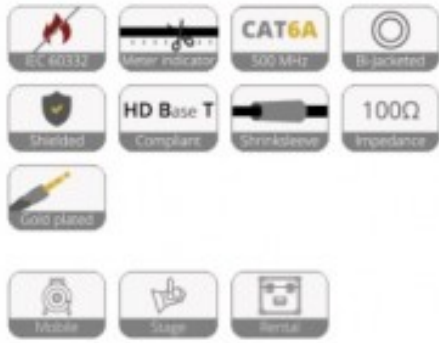 IEC 60332
Meter indicator
CAT6A
500 MHz
Bi-jacketed
Shielded
HD Base T
Compliant
Shrinksleeve
100Ω
Impedance
Gold plated
Mobile
Stage
Rental